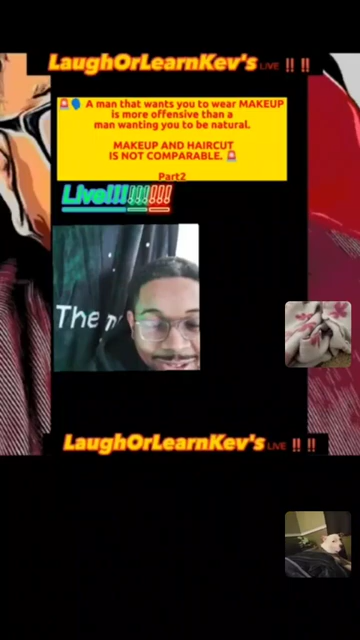 LaughOrLearnKev's LIVE ‼️ ‼️
🚨 🗣️ A man that wants you to wear MAKEUP
is more offensive than a
man wanting you to be natural.
MAKEUP AND HAIRCUT
IS NOT COMPARABLE. 🚨
Part2
Live!!!!!!!!!
The
LaughOrLearnKev's LIVE ‼️ ‼️